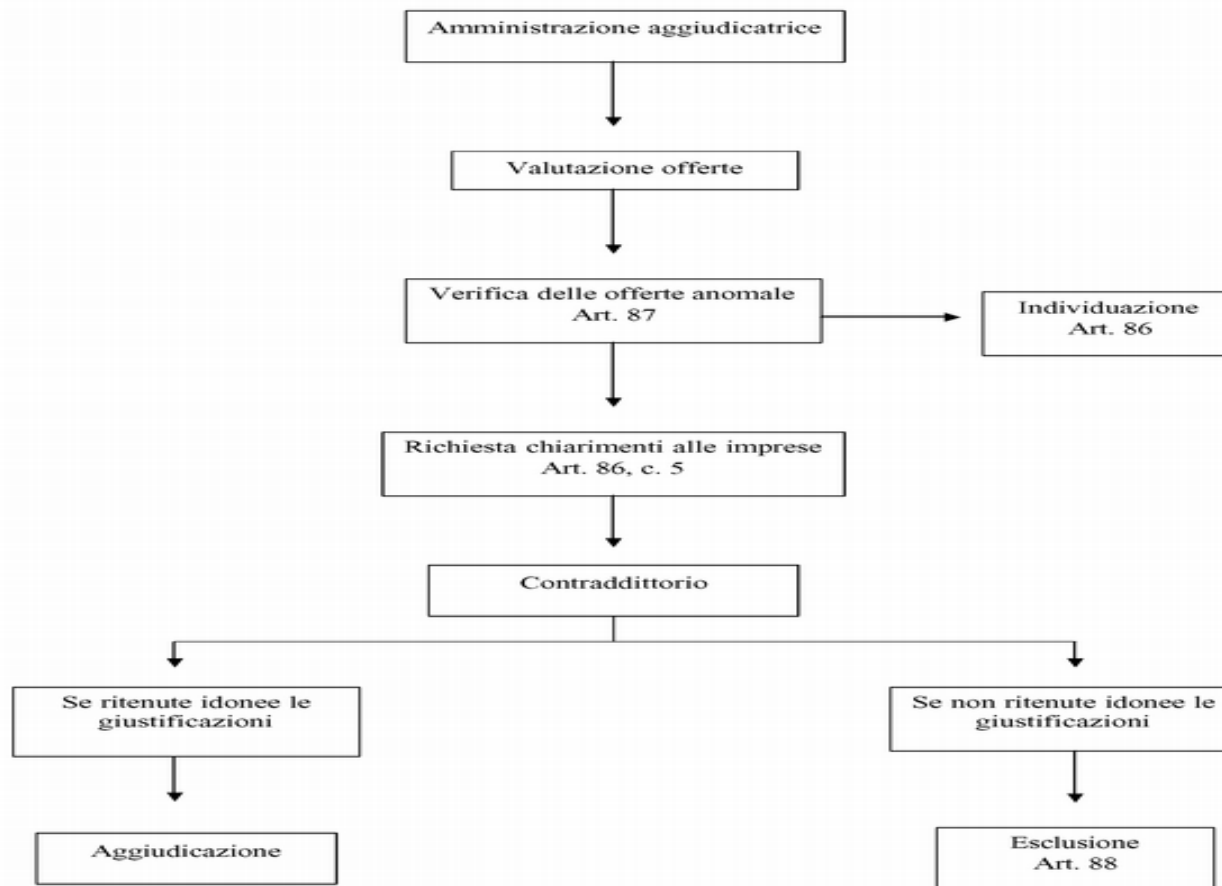 Amministrazione aggiudicatrice
Valutazione offerte
Verifica delle offerte anomale
Art. 87
Individuazione
Art. 86
Richiesta chiarimenti alle imprese
Art. 86, c. 5
Contraddittorio
Se ritenute idonee le
giustificazioni
Se non ritenute idonee le
giustificazioni
Aggiudicazione
Esclusione
Art. 88